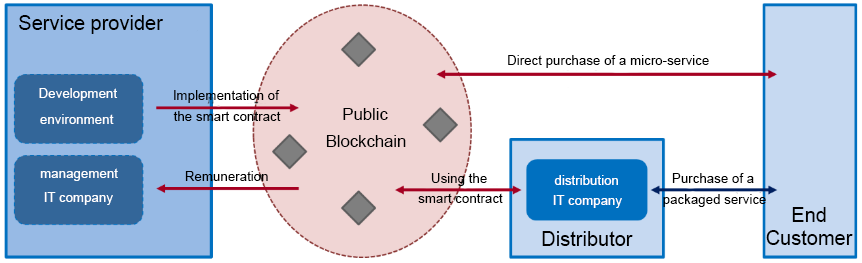 Service provider
Development
environment
management
IT company
Implementation of
the smart contract
Remuneration
Public
Blockchain
Direct purchase of a micro-service
Using the
smart contract
distribution
IT company
Distributor
Purchase of a
packaged service
End
Customer